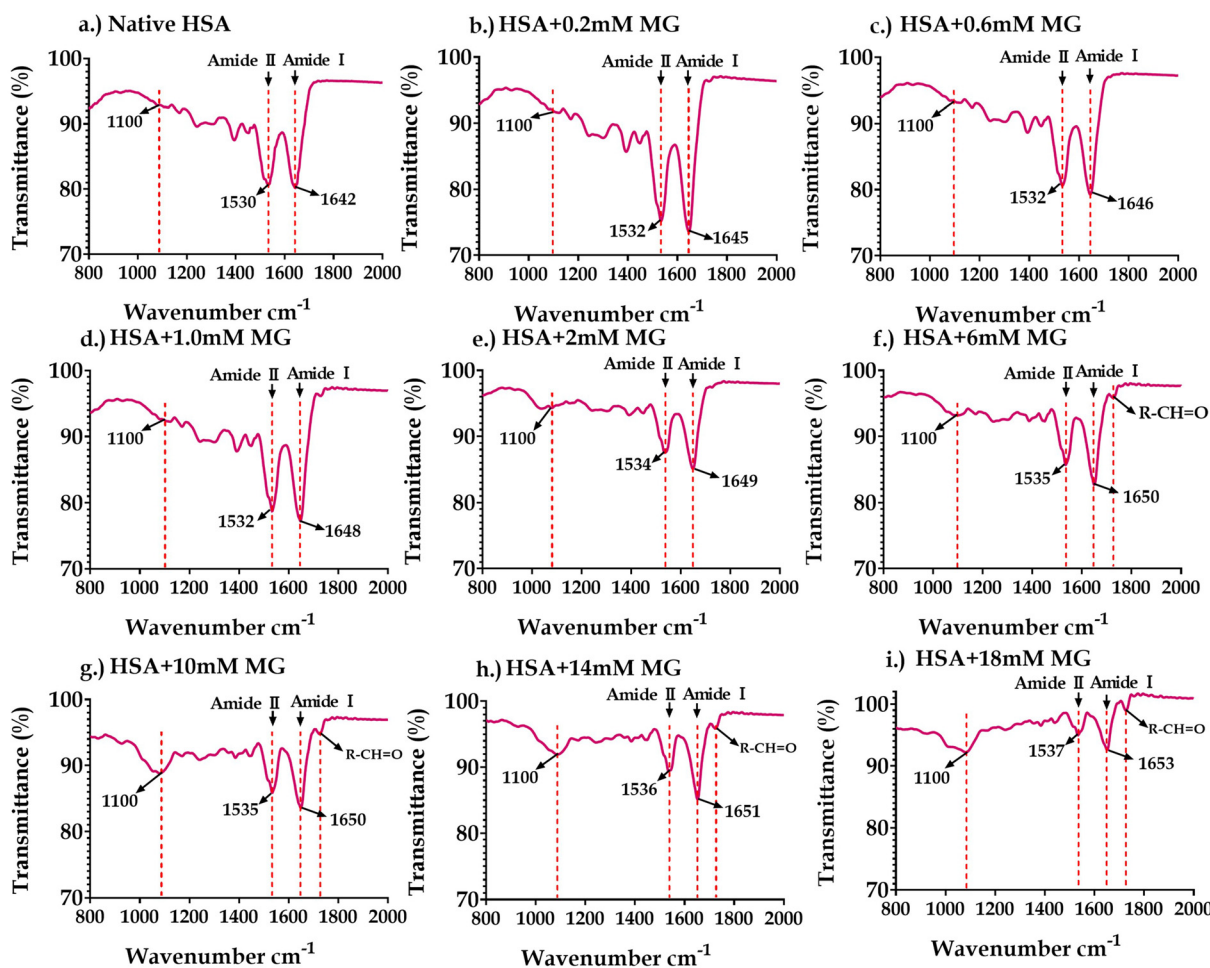 a.) Native HSA
Amide II Amide I
Transmittance (%)
100
90
80
70
1100
1530
1642
800 1000 1200 1400 1600 1800 2000
Wavenumber cm-1
b.) HSA+0.2mM MG
Amide II Amide I
Transmittance (%)
100
90
80
70
1100
1532
1645
800 1000 1200 1400 1600 1800 2000
Wavenumber cm-1
c.) HSA+0.6mM MG
Amide II Amide I
Transmittance (%)
100
90
80
70
1100
1532
1646
800 1000 1200 1400 1600 1800 2000
Wavenumber cm-1
d.) HSA+1.0mM MG
Amide II Amide I
Transmittance (%)
100
90
80
70
1100
1532
1648
800 1000 1200 1400 1600 1800 2000
Wavenumber cm-1
e.) HSA+2mM MG
Amide II Amide I
Transmittance (%)
100
90
80
70
1100
1534
1649
800 1000 1200 1400 1600 1800 2000
Wavenumber cm-1
f.) HSA+6mM MG
Amide II Amide I
Transmittance (%)
100
90
80
70
R-CH=O
1100
1535
1650
800 1000 1200 1400 1600 1800 2000
Wavenumber cm-1
g.) HSA+10mM MG
Amide II Amide I
Transmittance (%)
100
90
80
70
R-CH=O
1100
1535
1650
800 1000 1200 1400 1600 1800 2000
Wavenumber cm-1
h.) HSA+14mM MG
Amide II Amide I
Transmittance (%)
100
90
80
70
R-CH=O
1100
1536
1651
800 1000 1200 1400 1600 1800 2000
Wavenumber cm-1
i.) HSA+18mM MG
Amide II Amide I
Transmittance (%)
100
90
80
70
R-CH=O
1100
1537
1653
800 1000 1200 1400 1600 1800 2000
Wavenumber cm-1